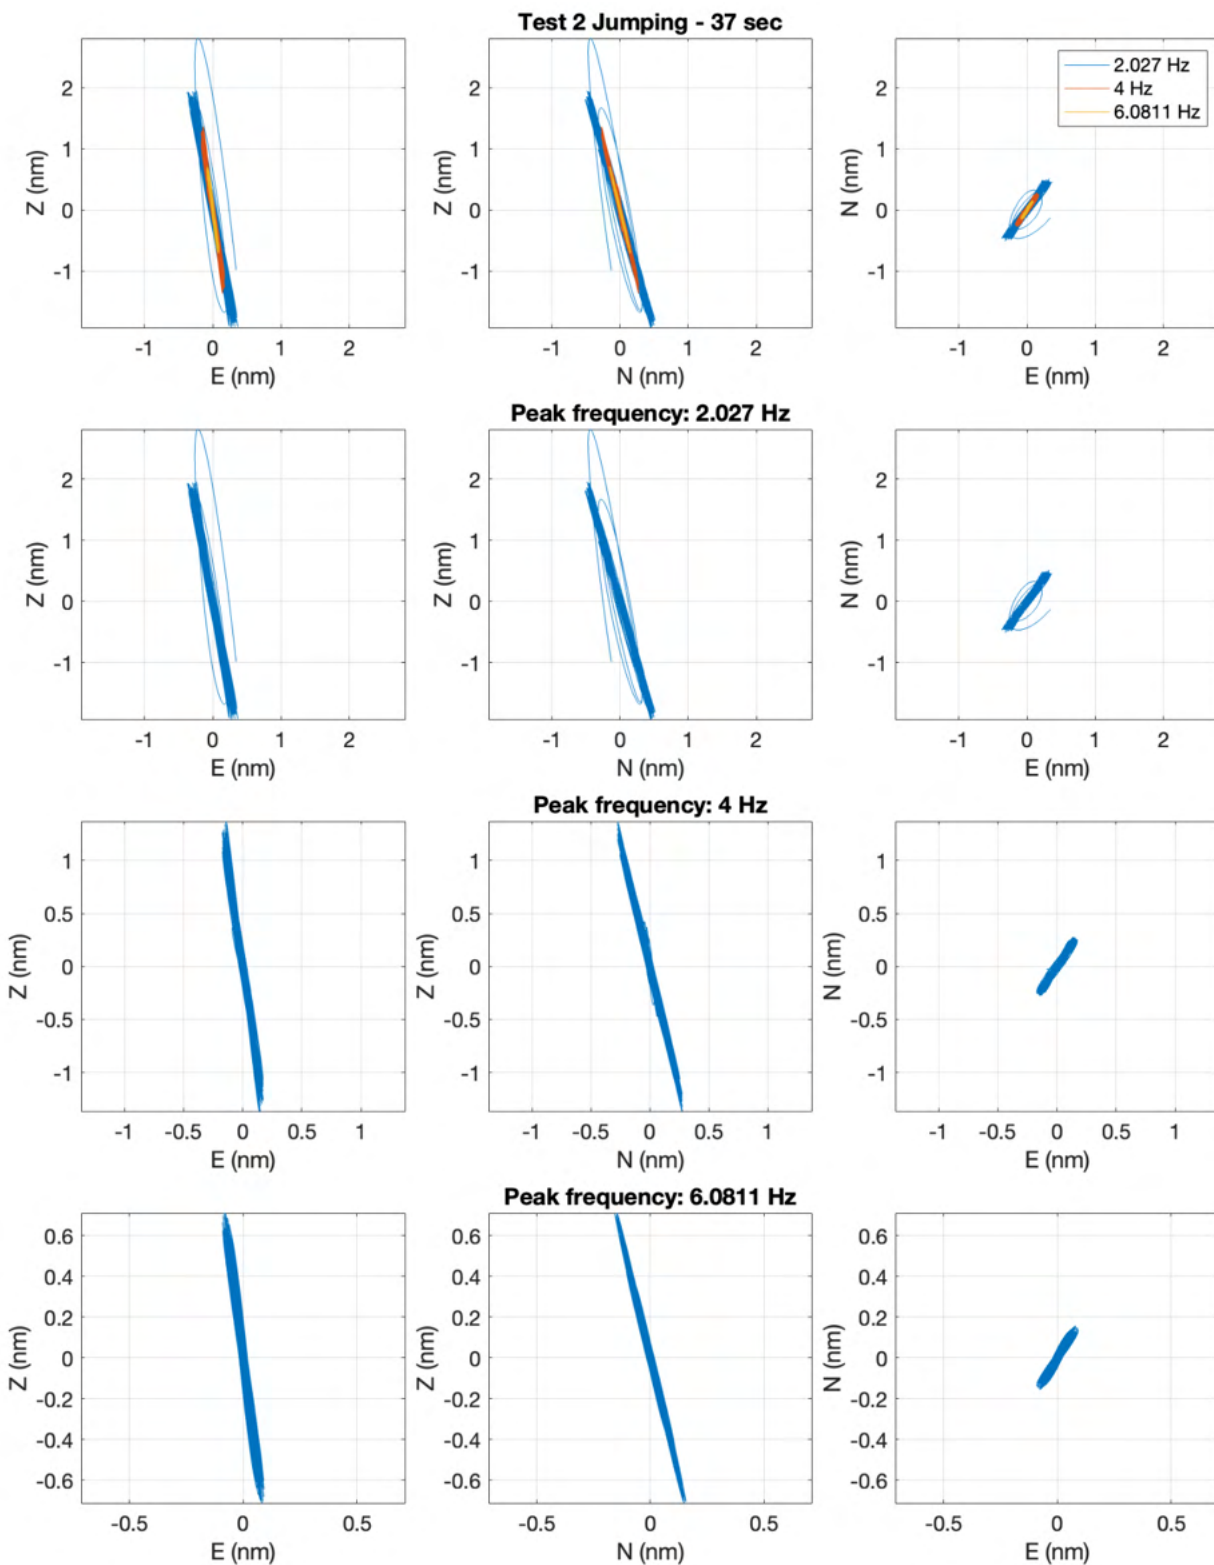 Test 2 Jumping - 37 sec
2
1
0
-1
Z (nm)
-1 0 1 2
E (nm)
2
1
0
-1
Z (nm)
-1 0 1 2
N (nm)
2
1
0
-1
N (nm)
2.027 Hz
4 Hz
6.0811 Hz
-1 0 1 2
E (nm)
Peak frequency: 2.027 Hz
2
1
0
-1
Z (nm)
-1 0 1 2
E (nm)
2
1
0
-1
Z (nm)
-1 0 1 2
N (nm)
2
1
0
-1
N (nm)
-1 0 1 2
E (nm)
Peak frequency: 4 Hz
1
0.5
0
-0.5
-1
Z (nm)
-1 -0.5 0 0.5 1
E (nm)
1
0.5
0
-0.5
-1
Z (nm)
-1 -0.5 0 0.5 1
N (nm)
1
0.5
0
-0.5
-1
N (nm)
-1 -0.5 0 0.5 1
E (nm)
Peak frequency: 6.0811 Hz
0.6
0.4
0.2
0
-0.2
-0.4
-0.6
Z (nm)
-0.5 0 0.5
E (nm)
0.6
0.4
0.2
0
-0.2
-0.4
-0.6
Z (nm)
-0.5 0 0.5
N (nm)
0.6
0.4
0.2
0
-0.2
-0.4
-0.6
N (nm)
-0.5 0 0.5
E (nm)